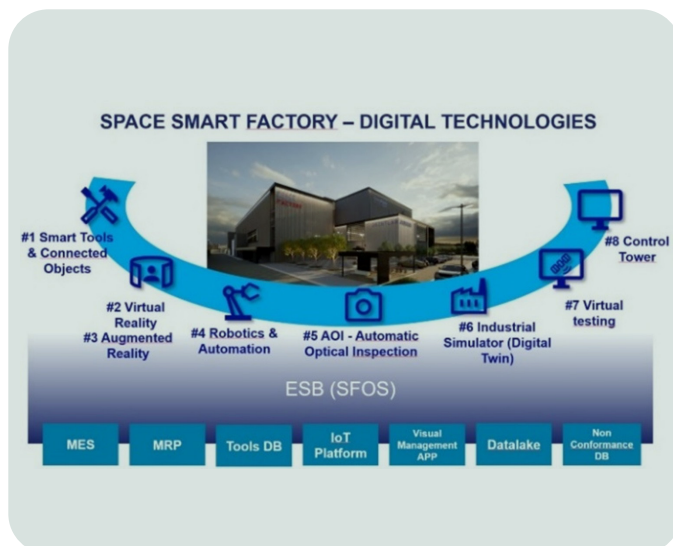 SPACE SMART FACTORY – DIGITAL TECHNOLOGIES
FACTORY
#1 Smart Tools
& Connected
Objects
#2 Virtual
Reality
#3 Augmented
Reality
#4 Robotics &
Automation
#5 AOI - Automatic
Optical Inspection
#6 Industrial
Simulator (Digital
Twin)
#7 Virtual
testing
#8 Control
Tower
ESB (SFOS)
MES
MRP
Tools DB
IoT
Platform
Visual
Management
APP
Datalake
Non
Conformance
DB